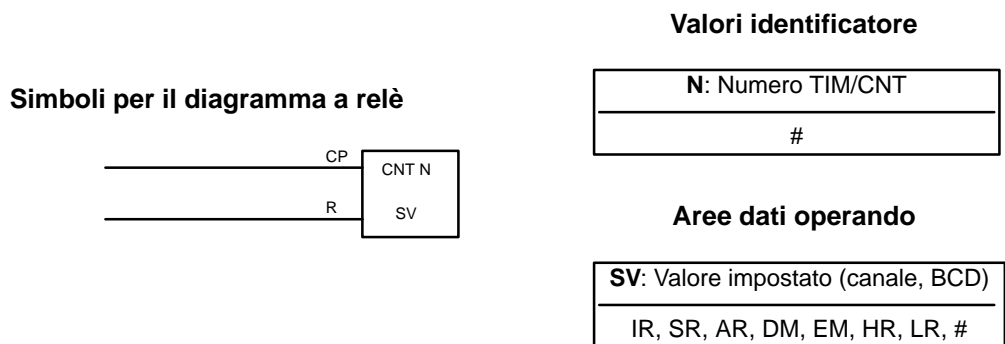 Valori identificatore
N: Numero TIM/CNT
#
Simboli per il diagramma a relè
CP
CNT N
R
SV
Aree dati operando
SV: Valore impostato (canale, BCD)
IR, SR, AR, DM, EM, HR, LR, #